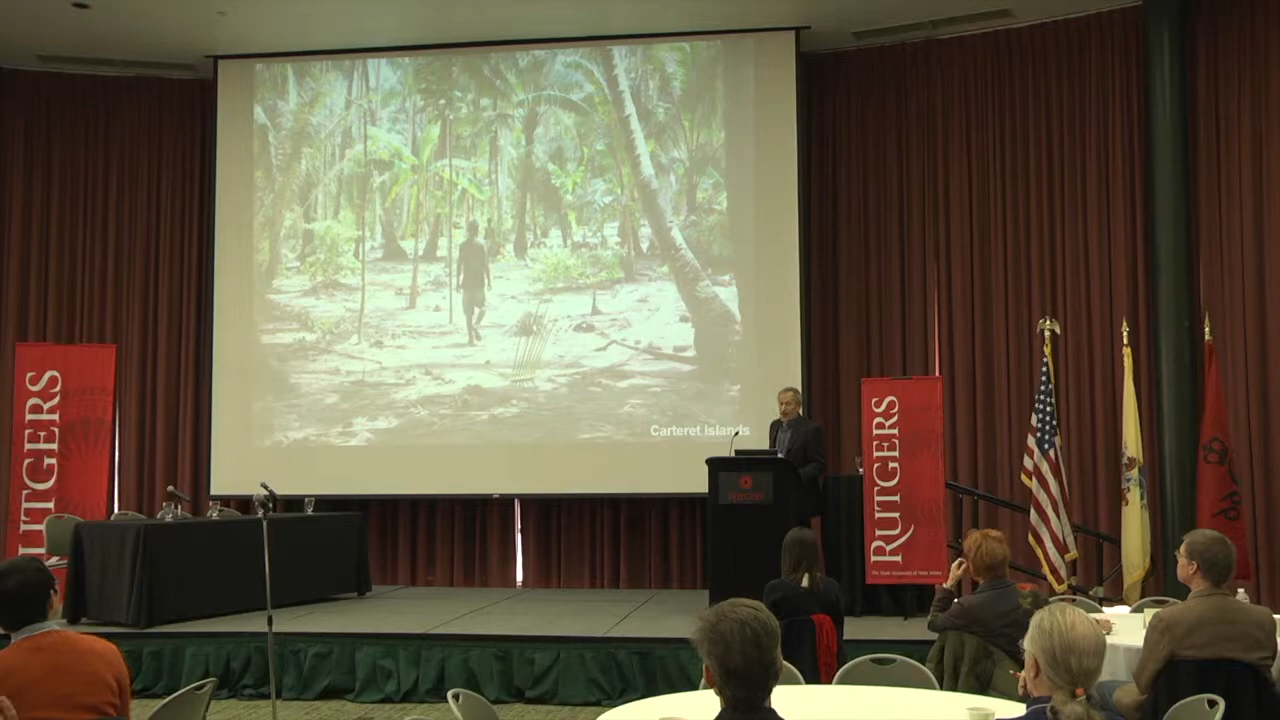 Carteret Islands
RUTGERS
RUTGERS
RUTGERS
The State University of New Jersey